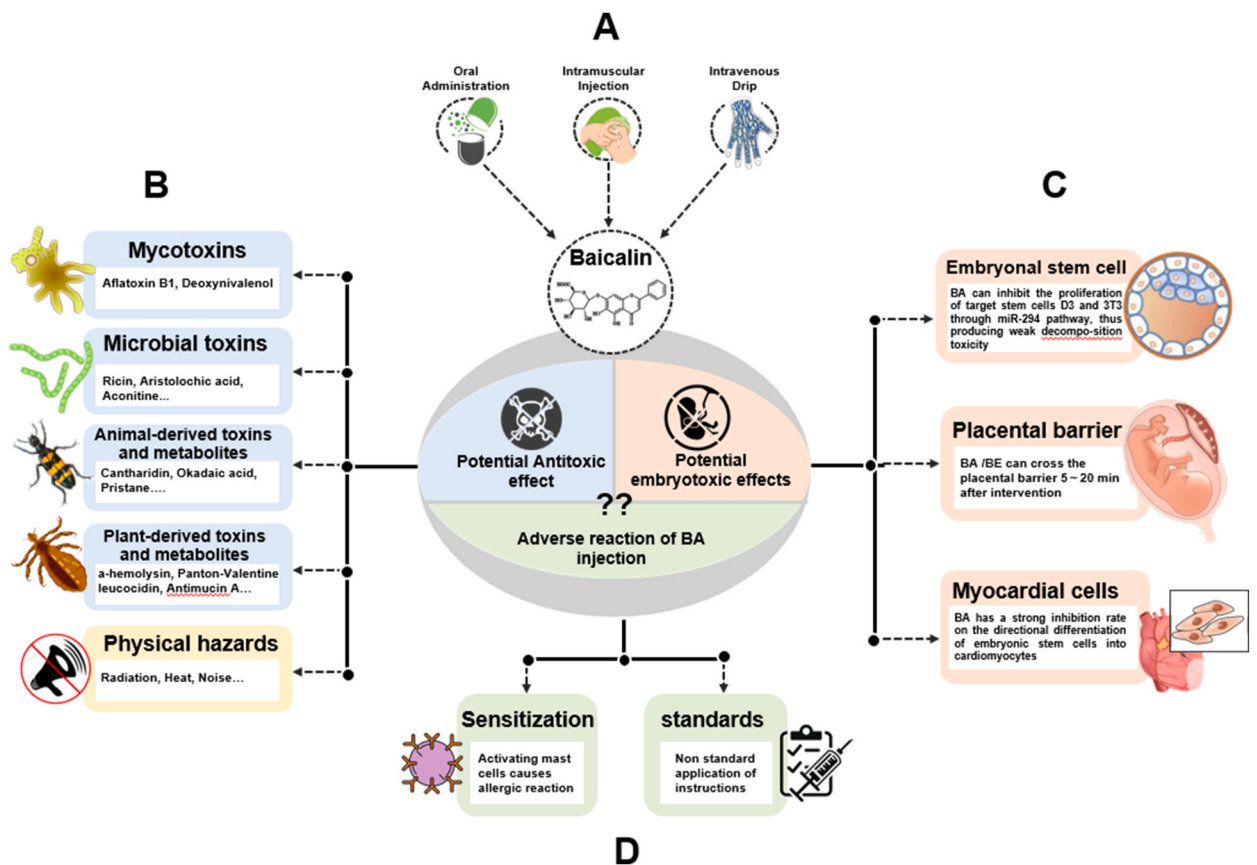 A
Oral
Administration
Intramuscular
Injection
Intravenous
Drip
Baicalin
B
Mycotoxins
Aflatoxin B1, Deoxynivalenol
Microbial toxins
Ricin, Aristolochic acid,
Aconitine...
Animal-derived toxins
and metabolites
Cantharidin, Okadaic acid,
Pristane....
Plant-derived toxins
and metabolites
a-hemolysin, Panton-Valentine
leucocidin, Antimucin A...
Physical hazards
Radiation, Heat, Noise...
Potential Antitoxic
effect
Potential
embryotoxic effects
??
Adverse reaction of BA
injection
C
Embryonal stem cell
BA can inhibit the proliferation
of target stem cells D3 and 3T3
through miR-294 pathway, thus
producing weak decompo-sition
toxicity
Placental barrier
BA /BE can cross the
placental barrier 5 ~ 20 min
after intervention
Myocardial cells
BA has a strong inhibition rate
on the directional differentiation
of embryonic stem cells into
cardiomyocytes
Sensitization
Activating mast
cells causes
allergic reaction
standards
Non standard
application of
instructions
D